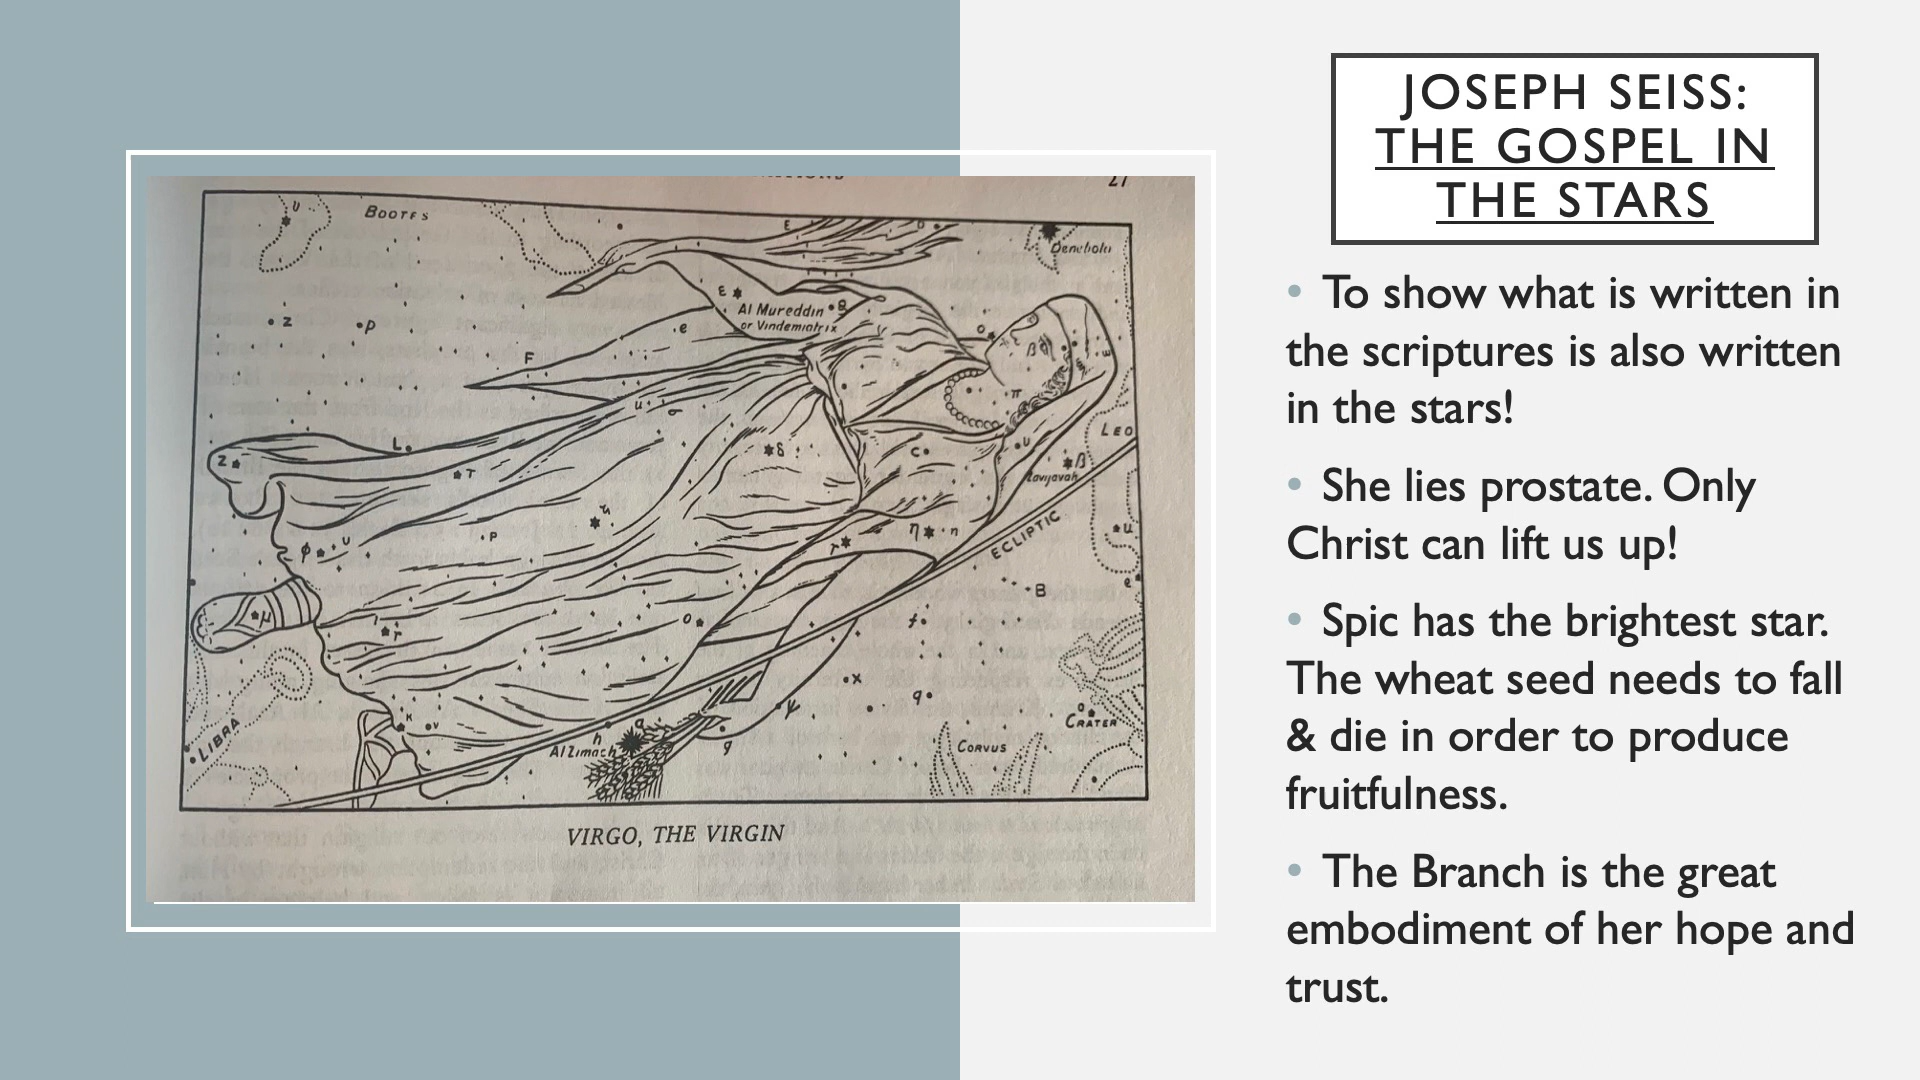 JOSEPH SEISS:
THE GOSPEL IN
THE STARS
• To show what is written in
the scriptures is also written
in the stars!
• She lies prostate. Only
Christ can lift us up!
• Spic has the brightest star.
The wheat seed needs to fall
& die in order to produce
fruitfulness.
• The Branch is the great
embodiment of her hope and
trust.
27
BOOTES
Denebola
Al Mureddin
or Vindemiatrix
LEO
Zavijavah
ECLIPTIC
LIBRA
Al Zimach
CORVUS
CRATER
VIRGO, THE VIRGIN